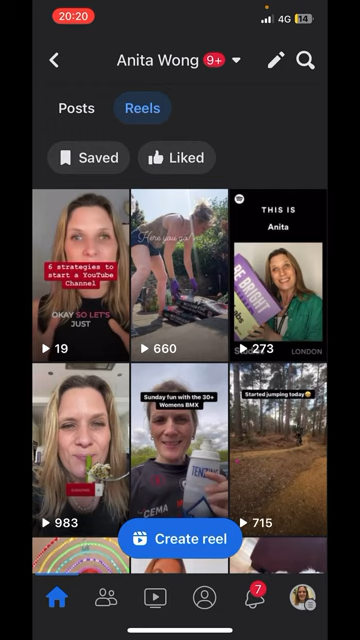 20:20
4G
14
Anita Wong 9+
Posts
Reels
Saved
Liked
6 strategies to
start a YouTube
Channel
OKAY SO LET'S
JUST
19
Here you go!
660
THIS IS
Anita
BE BRIGHT
LONDON
273
983
Sunday fun with the 30+
Womens BMX
TENZING
CEMA
Started jumping today
715
Create reel
7